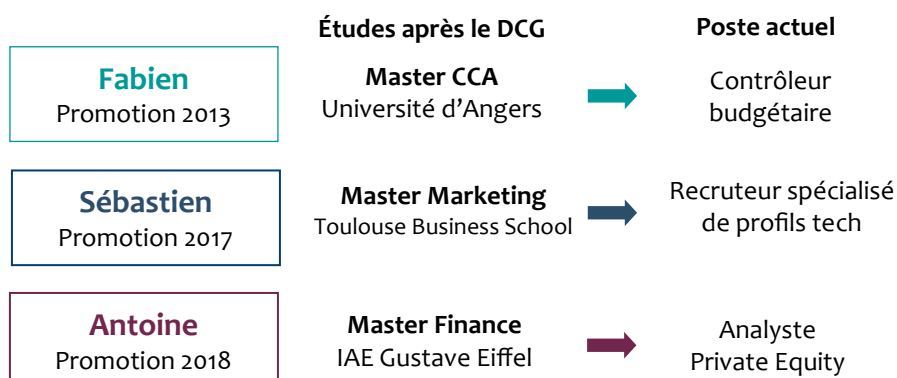 Études après le DCG
Poste actuel
Fabien
Promotion 2013
Master CCA
Université d'Angers
Contrôleur
budgétaire
Sébastien
Promotion 2017
Master Marketing
Toulouse Business School
Recruteur spécialisé
de profils tech
Antoine
Promotion 2018
Master Finance
IAE Gustave Eiffel
Analyste
Private Equity